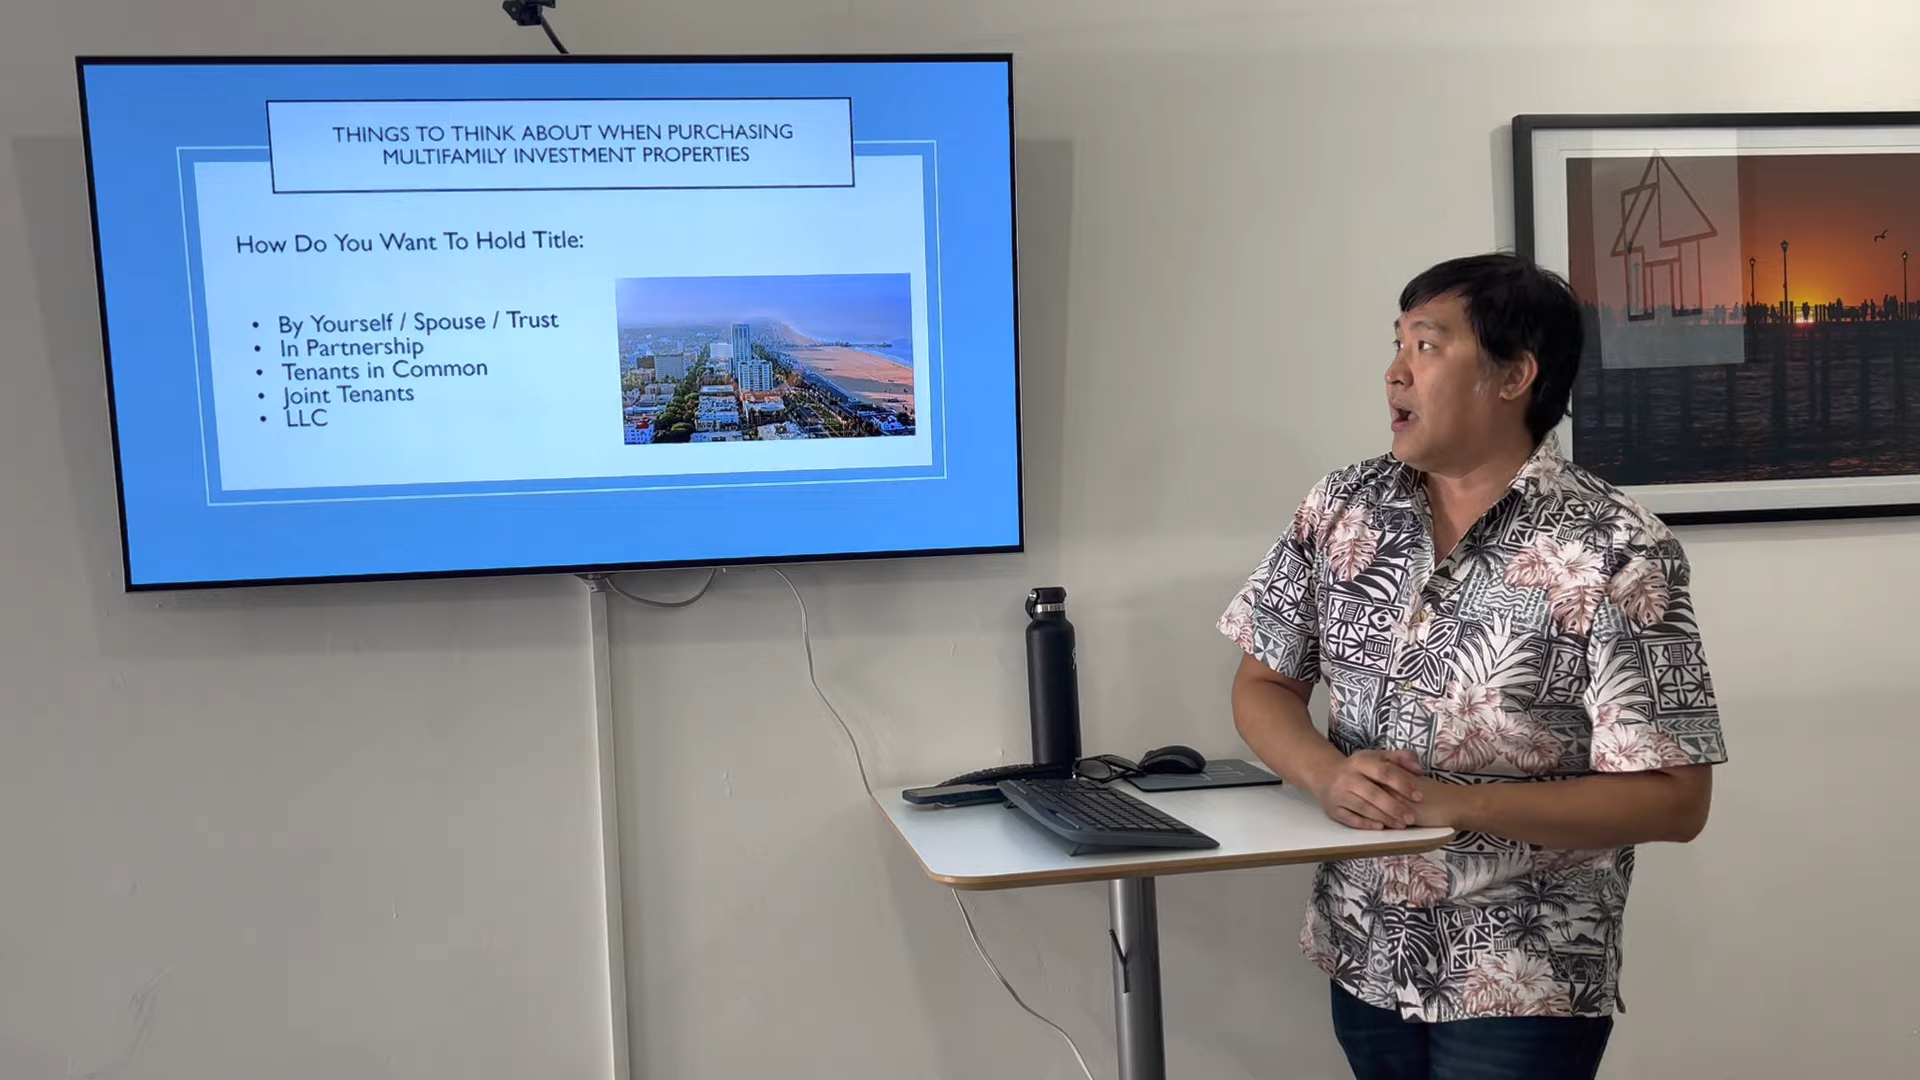 THINGS TO THINK ABOUT WHEN PURCHASING
MULTIFAMILY INVESTMENT PROPERTIES
How Do You Want To Hold Title:
• By Yourself / Spouse / Trust
• In Partnership
• Tenants in Common
• Joint Tenants
• LLC
LG